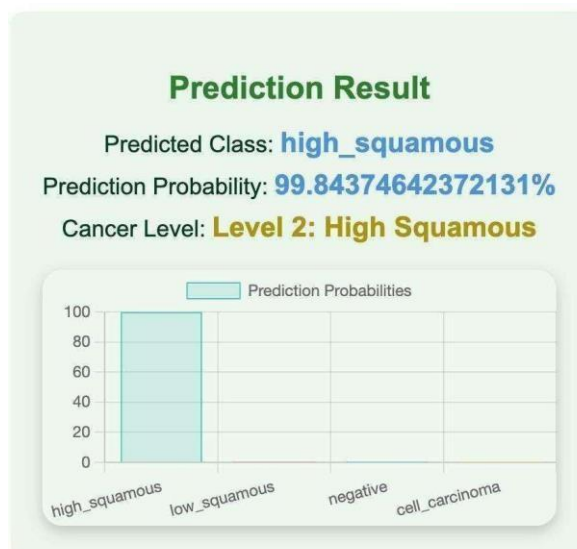 Prediction Result
Predicted Class: high_squamous
Prediction Probability: 99.84374642372131%
Cancer Level: Level 2: High Squamous
Prediction Probabilities
100
80
60
40
20
0
high_squamous
low_squamous
negative
cell_carcinoma